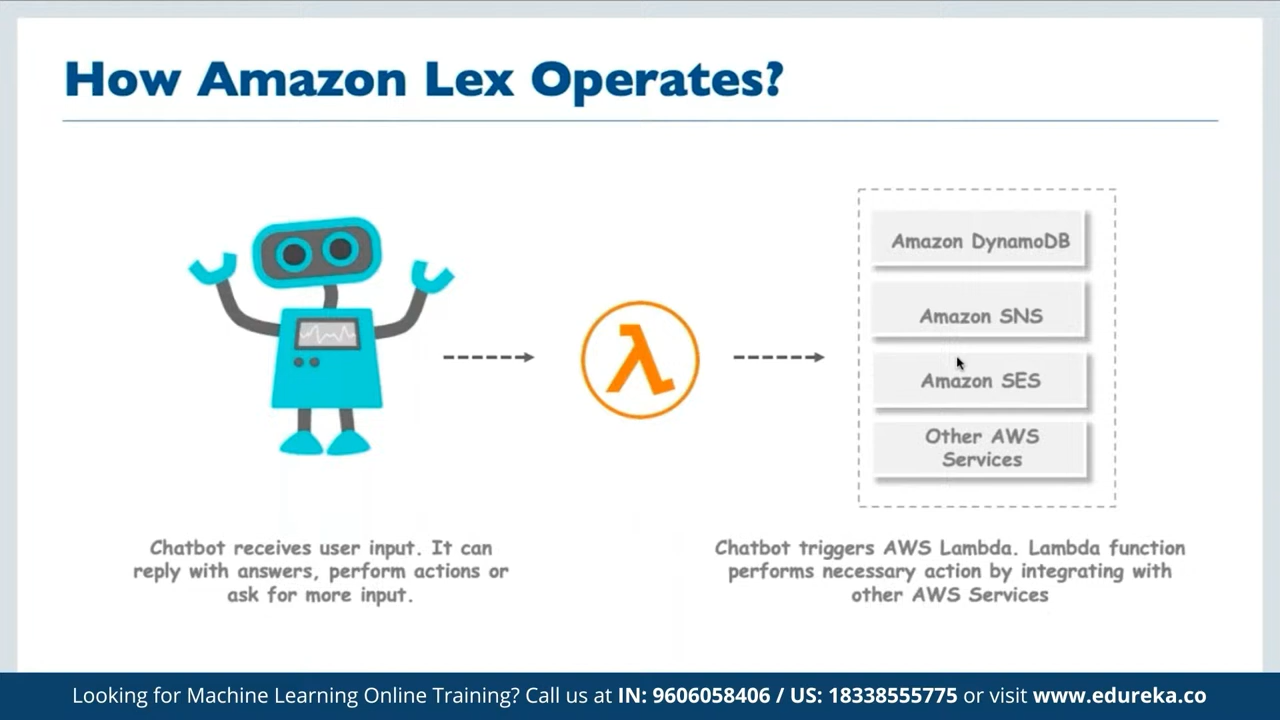 How Amazon Lex Operates?
Amazon DynamoDB
Amazon SNS
Amazon SES
Other AWS
Services
λ
Chatbot receives user input. It can
reply with answers, perform actions or
ask for more input.
Chatbot triggers AWS Lambda. Lambda function
performs necessary action by integrating with
other AWS Services
Looking for Machine Learning Online Training? Call us at IN: 9606058406 / US: 18338555775 or visit www.edureka.co